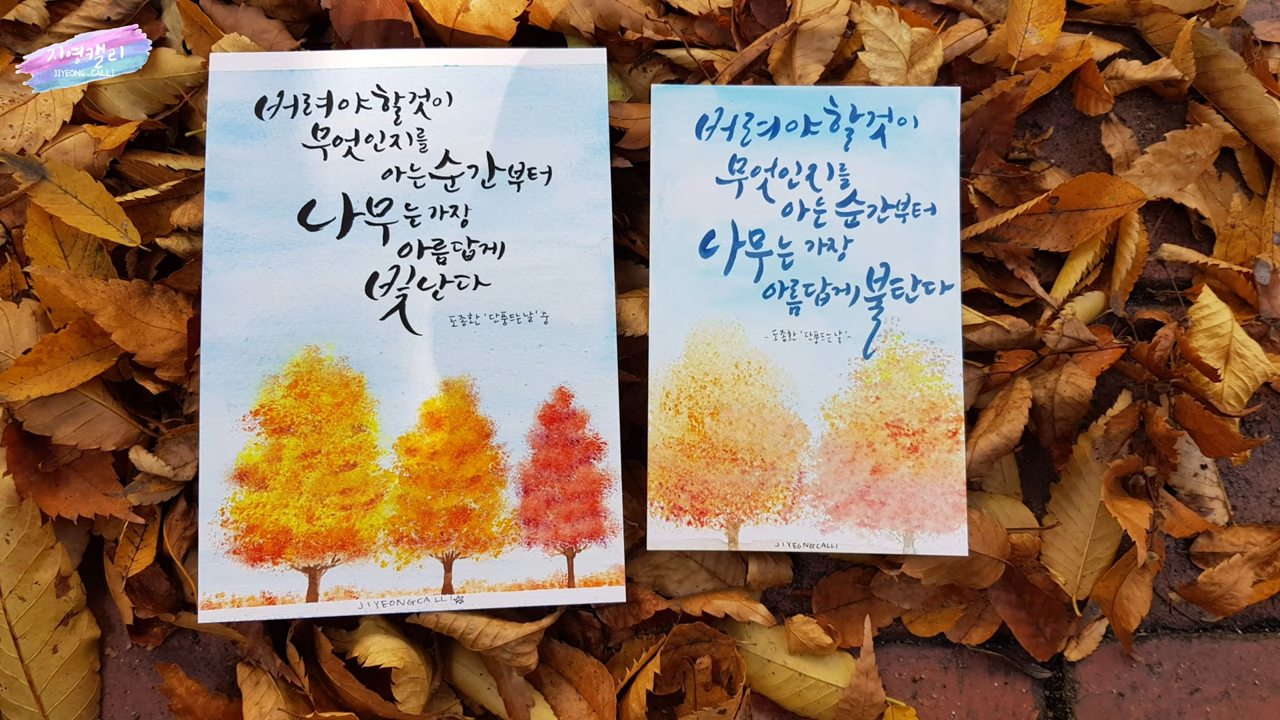 지영캘리
JIYEONG_CALLI
버려야할것이
무엇인지를
아는순간부터
나무는가장
아름답게
빛난다
도종환 '단풍드는날' 중
JIYEONGCALLI
버려야할것이
무엇인지를
아는순간부터
나무는 가장
아름답게불탄다
- 도종환 '단풍드는날' -
JIYEONGCALLI